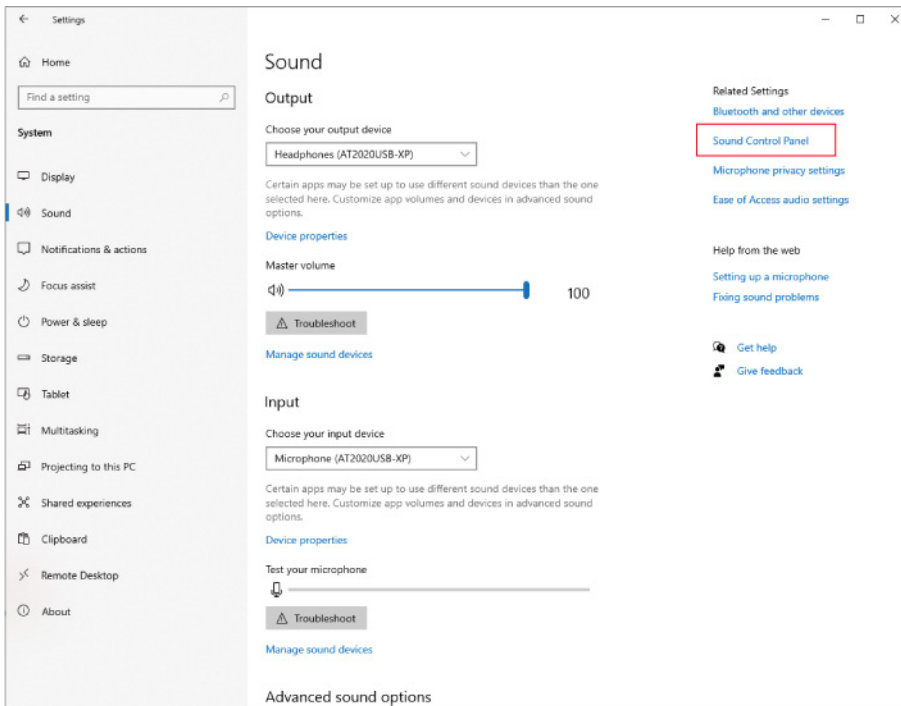 Settings
Home
Find a setting
System
Display
Sound
Notifications & actions
Focus assist
Power & sleep
Storage
Tablet
Multitasking
Projecting to this PC
Shared experiences
Clipboard
Remote Desktop
About
Sound
Output
Choose your output device
Headphones (AT2020USB-XP)
Certain apps may be set up to use different sound devices than the one
selected here. Customize app volumes and devices in advanced sound
options.
Device properties
Master volume
100
Troubleshoot
Manage sound devices
Input
Choose your input device
Microphone (AT2020USB-XP)
Certain apps may be set up to use different sound devices than the one
selected here. Customize app volumes and devices in advanced sound
options.
Device properties
Test your microphone
Troubleshoot
Manage sound devices
Advanced sound options
Related Settings
Bluetooth and other devices
Sound Control Panel
Microphone privacy settings
Ease of Access audio settings
Help from the web
Setting up a microphone
Fixing sound problems
Get help
Give feedback